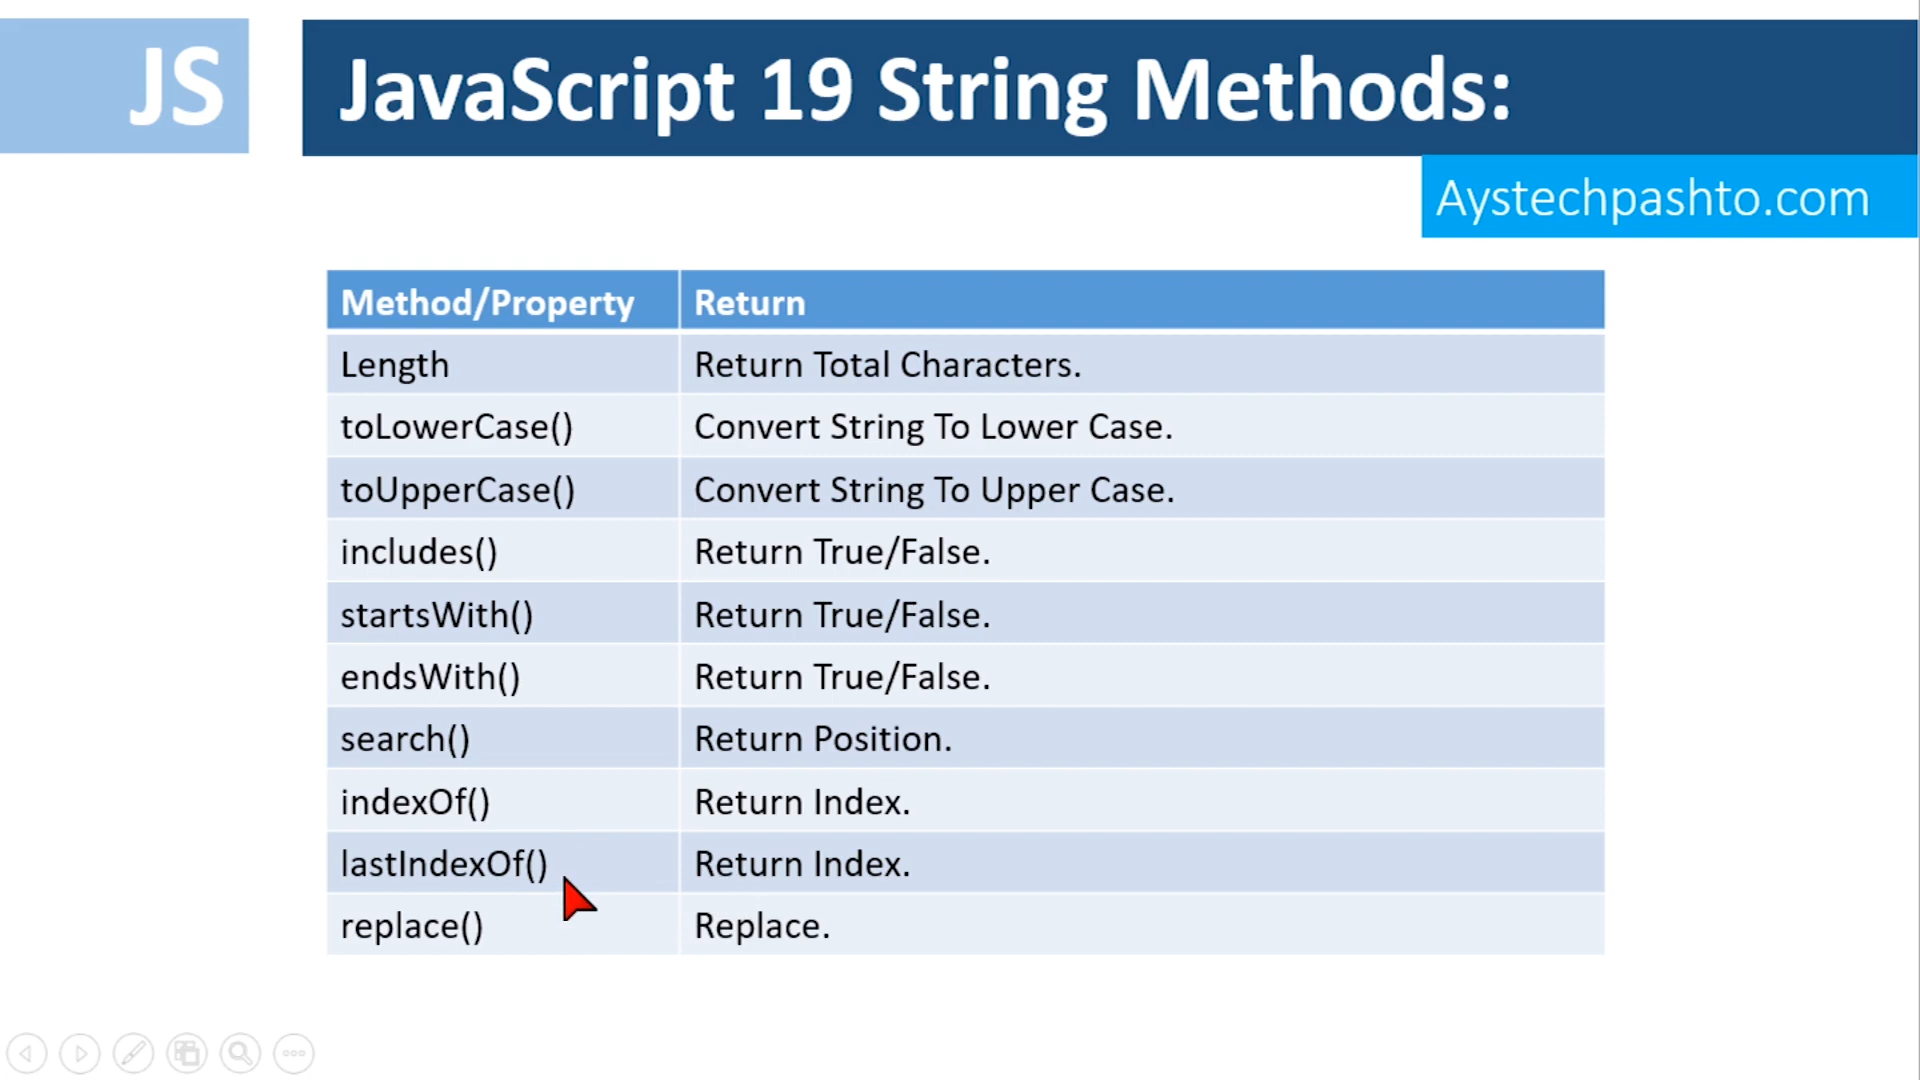 JS
JavaScript 19 String Methods:
Aystechpashto.com
Method/Property Return
Length Return Total Characters.
toLowerCase() Convert String To Lower Case.
toUpperCase() Convert String To Upper Case.
includes() Return True/False.
startsWith() Return True/False.
endsWith() Return True/False.
search() Return Position.
indexOf() Return Index.
lastIndexOf() Return Index.
replace() Replace.